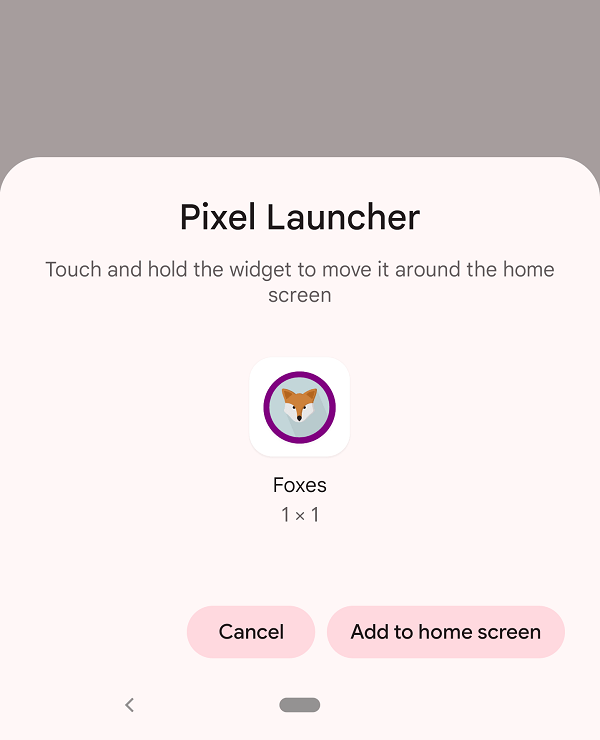 Pixel Launcher
Touch and hold the widget to move it around the home
screen
Foxes
1 × 1
Cancel
Add to home screen